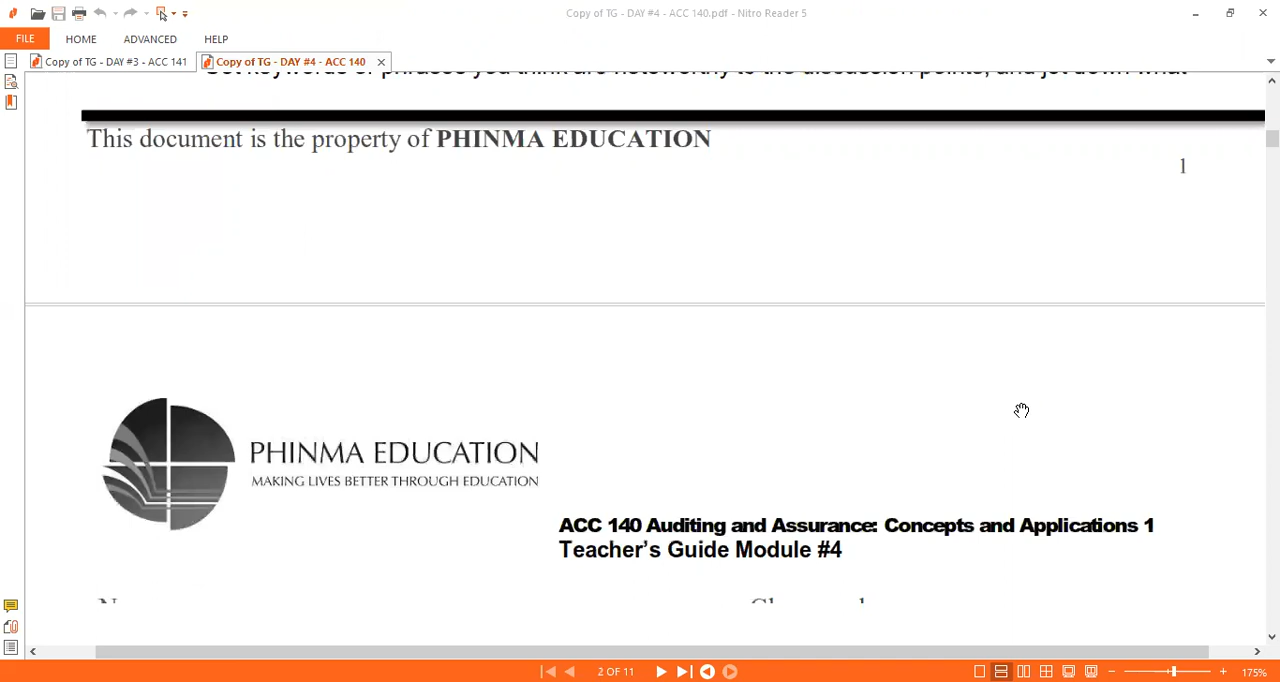 Copy of TG - DAY #4 - ACC 140.pdf - Nitro Reader 5
FILE HOME ADVANCED HELP
Copy of TG - DAY #3 - ACC 141 Copy of TG - DAY #4 - ACC 140
This document is the property of PHINMA EDUCATION
1
PHINMA EDUCATION
MAKING LIVES BETTER THROUGH EDUCATION
ACC 140 Auditing and Assurance: Concepts and Applications 1
Teacher's Guide Module #4
2 OF 11
175%